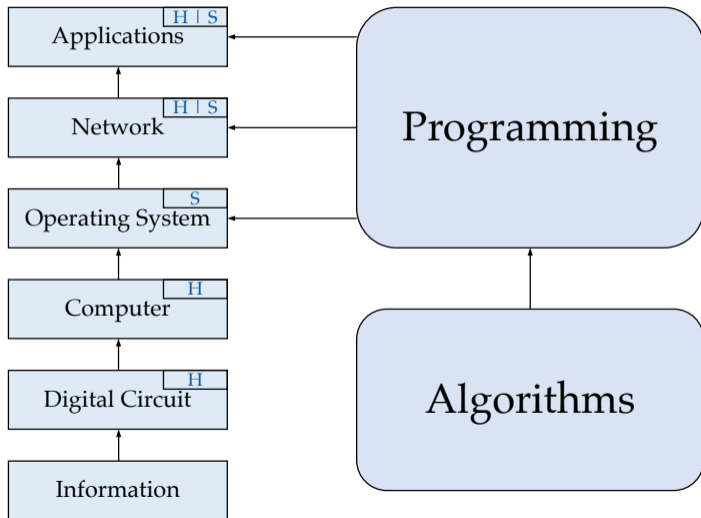 H | S
Applications
H | S
Network
S
Operating System
H
Computer
H
Digital Circuit
Information
Programming
Algorithms